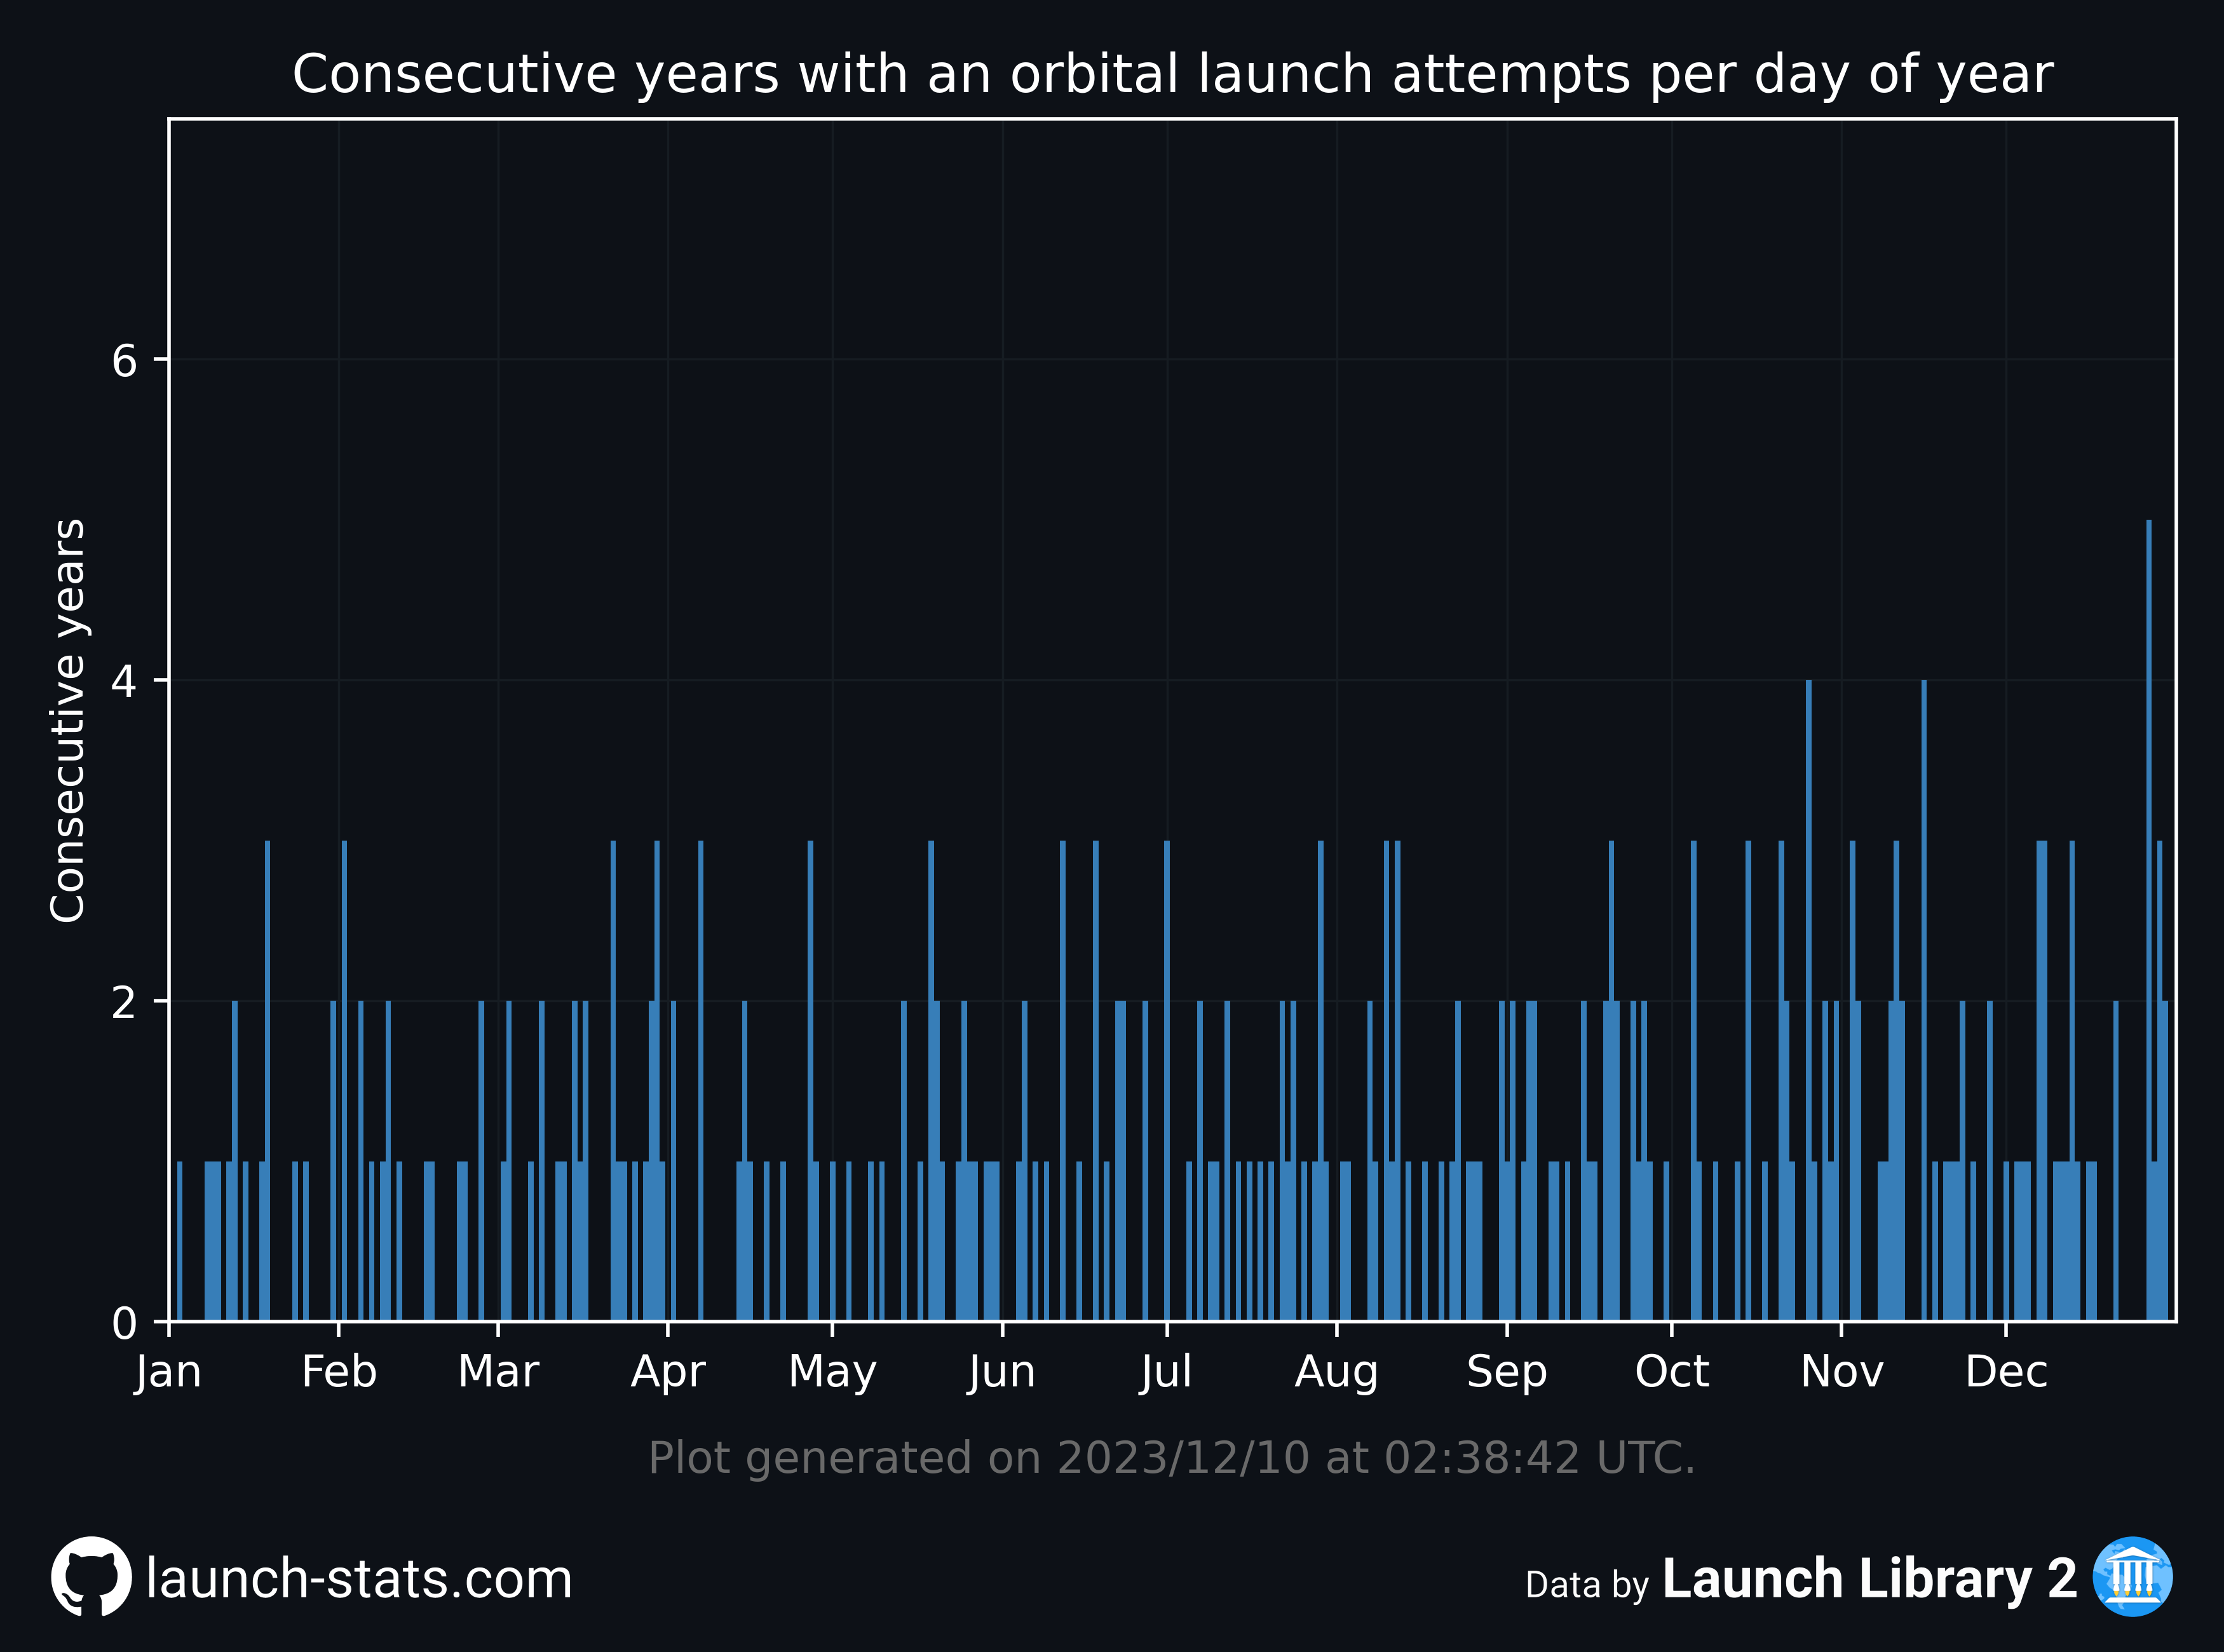 Consecutive years with an orbital launch attempts per day of year
Consecutive years
6
4
2
0
Jan Feb Mar Apr May Jun Jul Aug Sep Oct Nov Dec
Plot generated on 2023/12/10 at 02:38:42 UTC.
launch-stats.com
Data by Launch Library 2